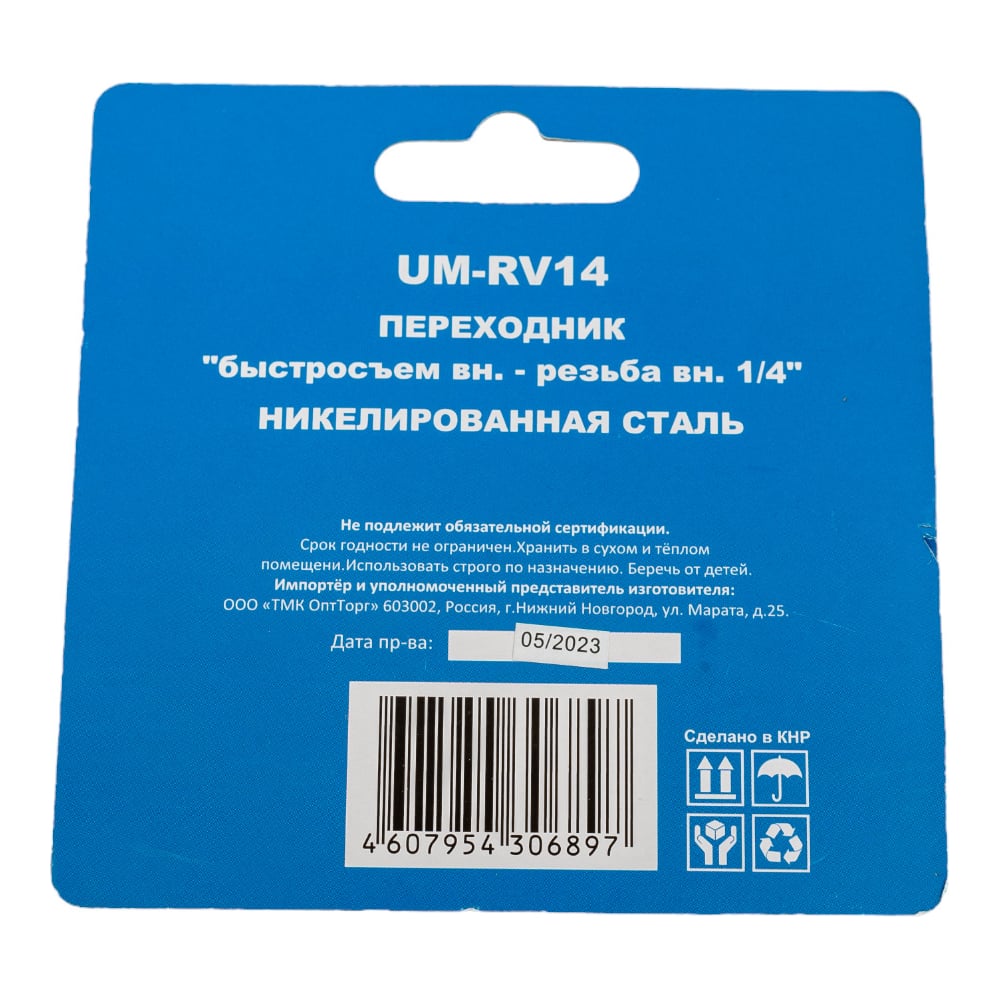 UM-RV14
ПЕРЕХОДНИК
"быстросъем вн. - резьба вн. 1/4"
НИКЕЛИРОВАННАЯ СТАЛЬ
Не подлежит обязательной сертификации.
Срок годности не ограничен.Хранить в сухом и тёплом
помещени.Использовать строго по назначению. Беречь от детей.
Импортёр и уполномоченный представитель изготовителя:
ООО «ТМК ОптТорг» 603002, Россия, г.Нижний Новгород, ул. Марата, д.25.
Дата пр-ва: 05/2023
Сделано в КНР
4 607954 306897